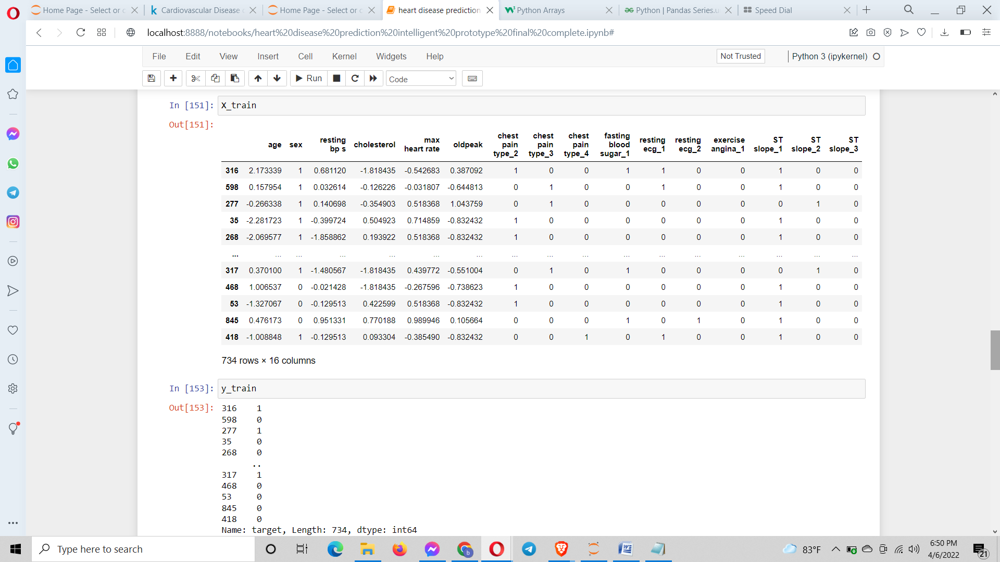 Home Page - Select or c
Cardiovascular Disease
Home Page - Select or c
heart disease prediction
Python Arrays
Python | Pandas Series.u
Speed Dial
localhost:8888/notebooks/heart%20disease%20prediction%20intelligent%20prototype%20final%20complete.ipynb#
File Edit View Insert Cell Kernel Widgets Help
Not Trusted
Python 3 (ipykernel)
Run
Code
In [151]: X_train
Out[151]:
age sex resting bp s cholesterol max heart rate oldpeak chest pain type_2 chest pain type_3 chest pain type_4 fasting blood sugar_1 resting ecg_1 resting ecg_2 exercise angina_1 ST slope_1 ST slope_2 ST slope_3
316 2.173339 1 0.681120 -1.818435 -0.542683 0.387092 1 0 0 1 1 0 0 1 0 0
598 0.157954 1 0.032614 -0.126226 -0.031807 -0.644813 0 1 0 0 1 0 0 1 0 0
277 -0.266338 1 0.140698 -0.354903 0.518368 1.043759 0 1 0 0 0 0 0 0 1 0
35 -2.281723 1 -0.399724 0.504923 0.714859 -0.832432 1 0 0 0 0 0 0 1 0 0
268 -2.069577 1 -1.858862 0.193922 0.518368 -0.832432 1 0 0 0 0 0 0 1 0 0
... ... ... ... ... ... ... ... ... ... ... ... ... ... ... ... ...
317 0.370100 1 -1.480567 -1.818435 0.439772 -0.551004 0 1 0 1 0 0 0 0 1 0
468 1.006537 0 -0.021428 -1.818435 -0.267596 -0.738623 1 0 0 0 0 0 0 1 0 0
53 -1.327067 0 -0.129513 0.422599 0.518368 -0.832432 1 0 0 0 0 0 0 1 0 0
845 0.476173 0 0.951331 0.770188 0.989946 0.105664 0 0 0 1 0 1 0 1 0 0
418 -1.008848 1 -0.129513 0.093304 -0.385490 -0.832432 0 0 1 0 1 0 0 1 0 0
734 rows × 16 columns
In [153]: y_train
Out[153]:
316 1
598 0
277 1
35 0
268 0
..
317 1
468 0
53 0
845 0
418 0
Name: target, Length: 734, dtype: int64
Type here to search
83°F
6:50 PM
4/6/2022
21